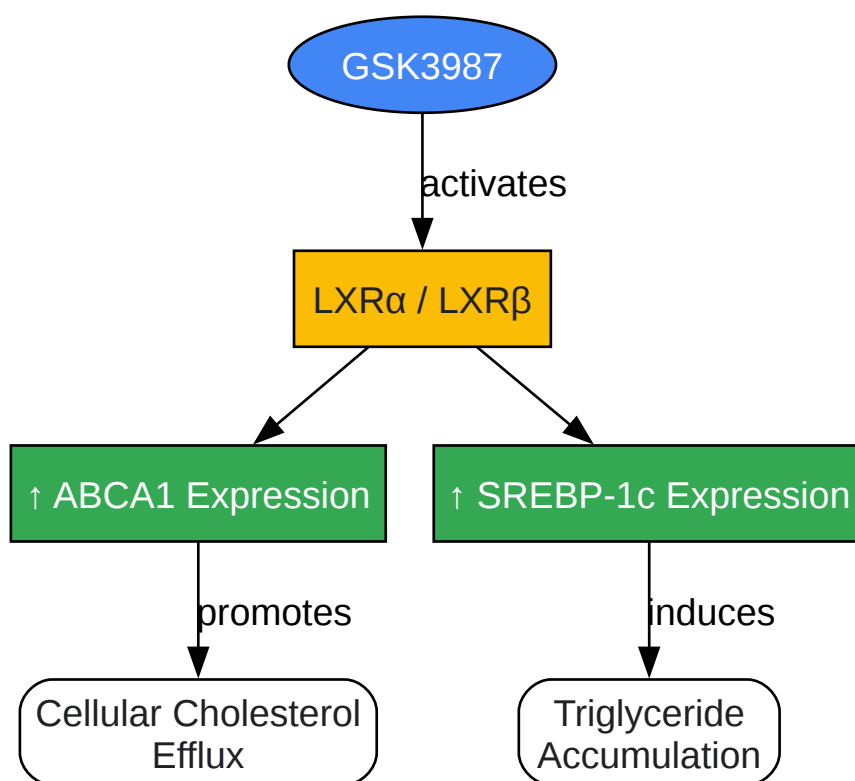 GSK3987
activates
LXRα / LXRβ
↑ ABCA1 Expression
↑ SREBP-1c Expression
promotes
induces
Cellular Cholesterol
Efflux
Triglyceride
Accumulation